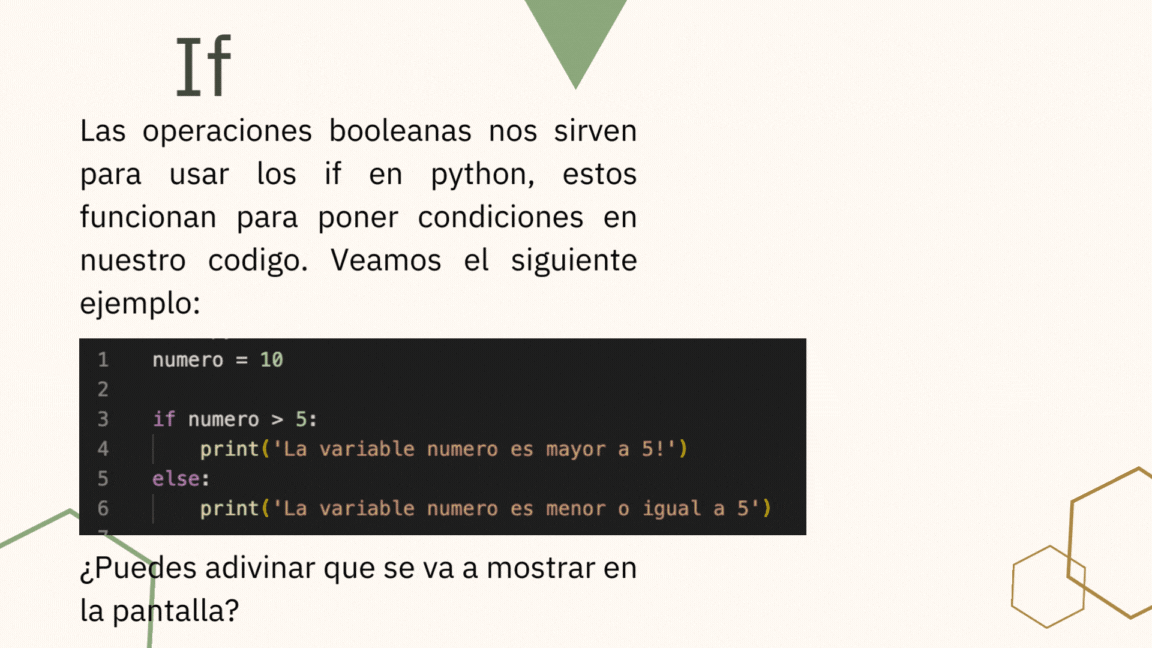 If
Las operaciones booleanas nos sirven
para usar los if en python, estos
funcionan para poner condiciones en
nuestro codigo. Veamos el siguiente
ejemplo:
1 numero = 10
2
3 if numero > 5:
4     print('La variable numero es mayor a 5!')
5 else:
6     print('La variable numero es menor o igual a 5')
¿Puedes adivinar que se va a mostrar en
la pantalla?